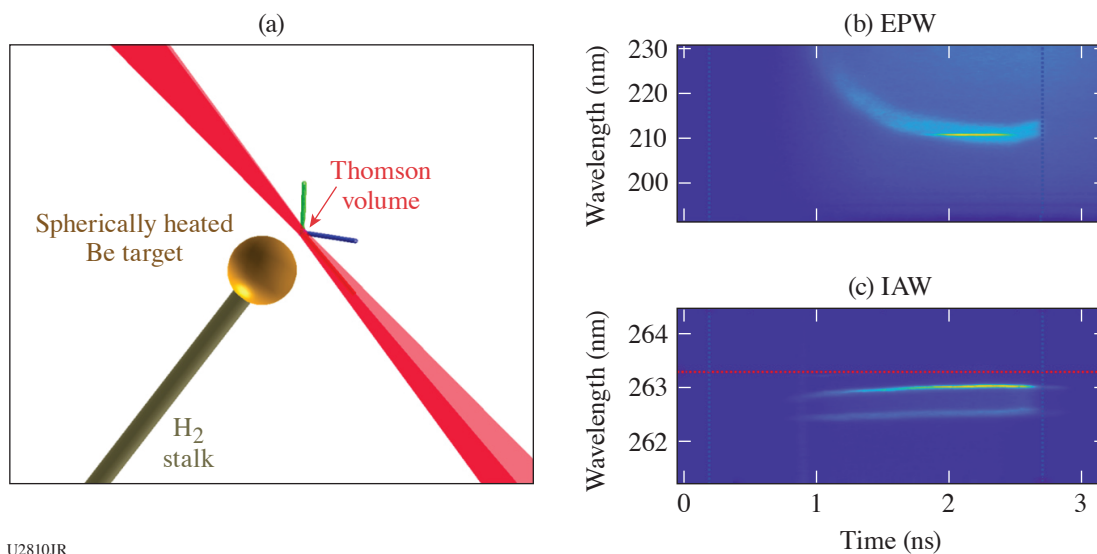 (a)
Thomson
volume
Spherically heated
Be target
H2
stalk
(b) EPW
Wavelength (nm)
230
220
210
200
(c) IAW
Wavelength (nm)
264
263
262
0 1 2 3
Time (ns)
U2810JR